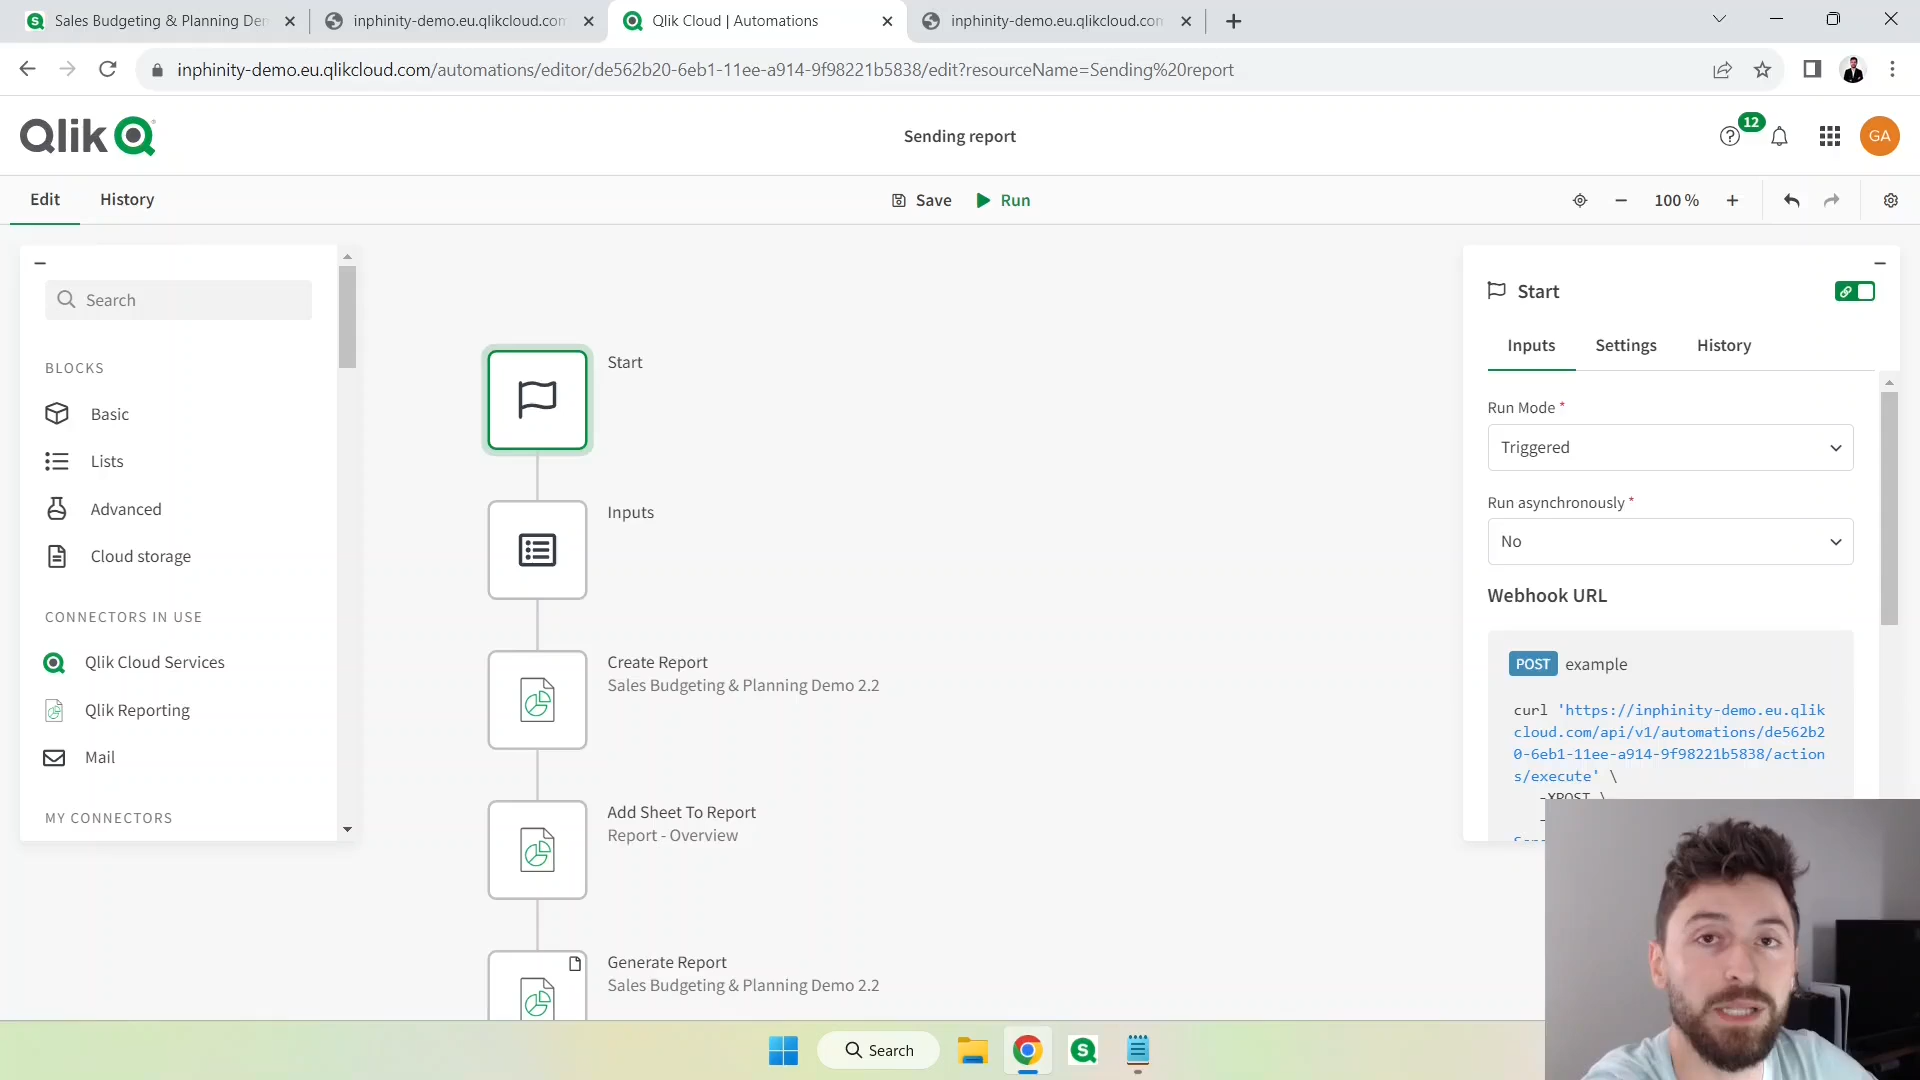 Sales Budgeting & Planning Den
inphinity-demo.eu.qlikcloud.con
Qlik Cloud | Automations
inphinity-demo.eu.qlikcloud.con
inphinity-demo.eu.qlikcloud.com/automations/editor/de562b20-6eb1-11ee-a914-9f98221b5838/edit?resourceName=Sending%20report
Qlik
Sending report
12
GA
Edit
History
Save
Run
100 %
Search
BLOCKS
Basic
Lists
Advanced
Cloud storage
CONNECTORS IN USE
Qlik Cloud Services
Qlik Reporting
Mail
MY CONNECTORS
Start
Inputs
Create Report
Sales Budgeting & Planning Demo 2.2
Add Sheet To Report
Report - Overview
Generate Report
Sales Budgeting & Planning Demo 2.2
Start
Inputs
Settings
History
Run Mode *
Triggered
Run asynchronously *
No
Webhook URL
POST example
curl 'https://inphinity-demo.eu.qlik
cloud.com/api/v1/automations/de562b2
0-6eb1-11ee-a914-9f98221b5838/action
s/execute' \
-XPOST \
Search